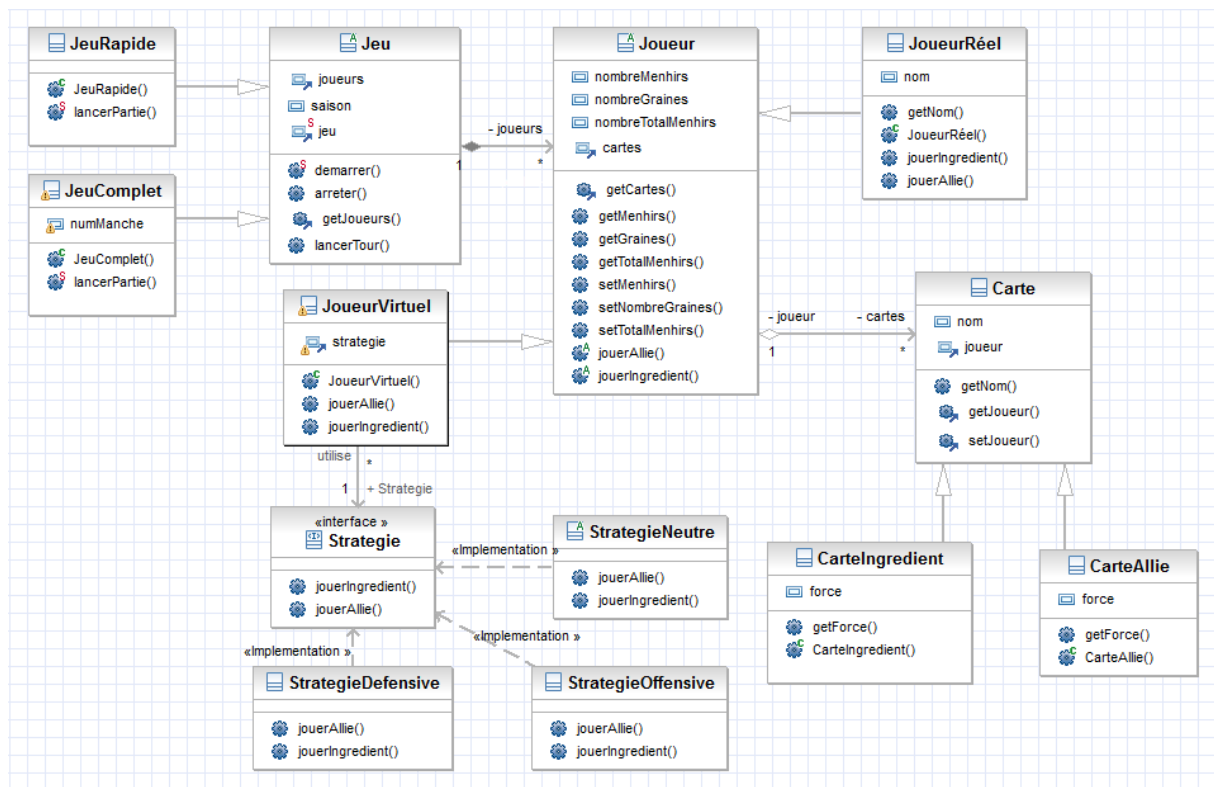 JeuRapide
JeuRapide()
lancerPartie()
JeuComplet
numManche
JeuComplet()
lancerPartie()
A
Jeu
joueurs
saison
S
jeu
demarrer()
arreter()
getJoueurs()
lancerTour()
- joueurs
1
*
A
Joueur
nombreMenhirs
nombreGraines
nombreTotalMenhirs
cartes
getCartes()
getMenhirs()
getGraines()
getTotalMenhirs()
setMenhirs()
setNombreGraines()
setTotalMenhirs()
jouerAllie()
jouerIngredient()
JoueurRéel
nom
getNom()
JoueurRéel()
jouerIngredient()
jouerAllie()
JoueurVirtuel
strategie
JoueurVirtuel()
jouerAllie()
jouerIngredient()
- joueur
- cartes
1
*
Carte
nom
joueur
getNom()
getJoueur()
setJoueur()
utilise
*
1
+ Strategie
«interface »
Strategie
jouerIngredient()
jouerAllie()
«Implementation »
A
StrategieNeutre
jouerAllie()
jouerIngredient()
«Implementation »
«Implementation »
StrategieDefensive
jouerAllie()
jouerIngredient()
StrategieOffensive
jouerAllie()
jouerIngredient()
CarteIngredient
force
getForce()
CarteIngredient()
CarteAllie
force
getForce()
CarteAllie()